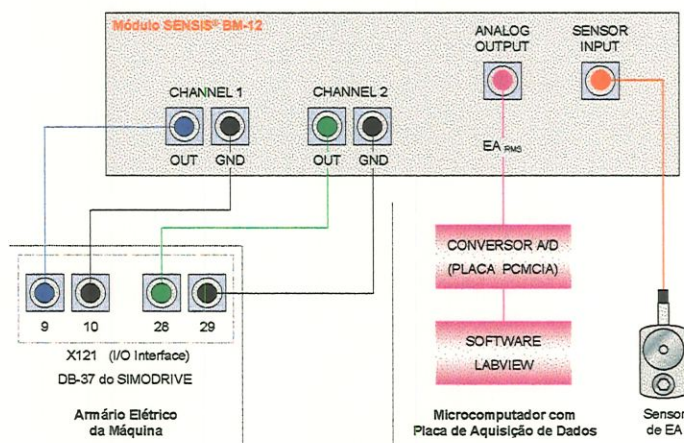 Módulo SENSIS® BM-12
ANALOG
OUTPUT
SENSOR
INPUT
CHANNEL 1
CHANNEL 2
OUT
GND
OUT
GND
EA RMS
CONVERSOR A/D
(PLACA PCMCIA)
9
10
28
29
SOFTWARE
LABVIEW
X121 (I/O Interface)
DB-37 do SIMODRIVE
Armário Elétrico
da Máquina
Microcomputador com
Placa de Aquisição de Dados
Sensor
de EA